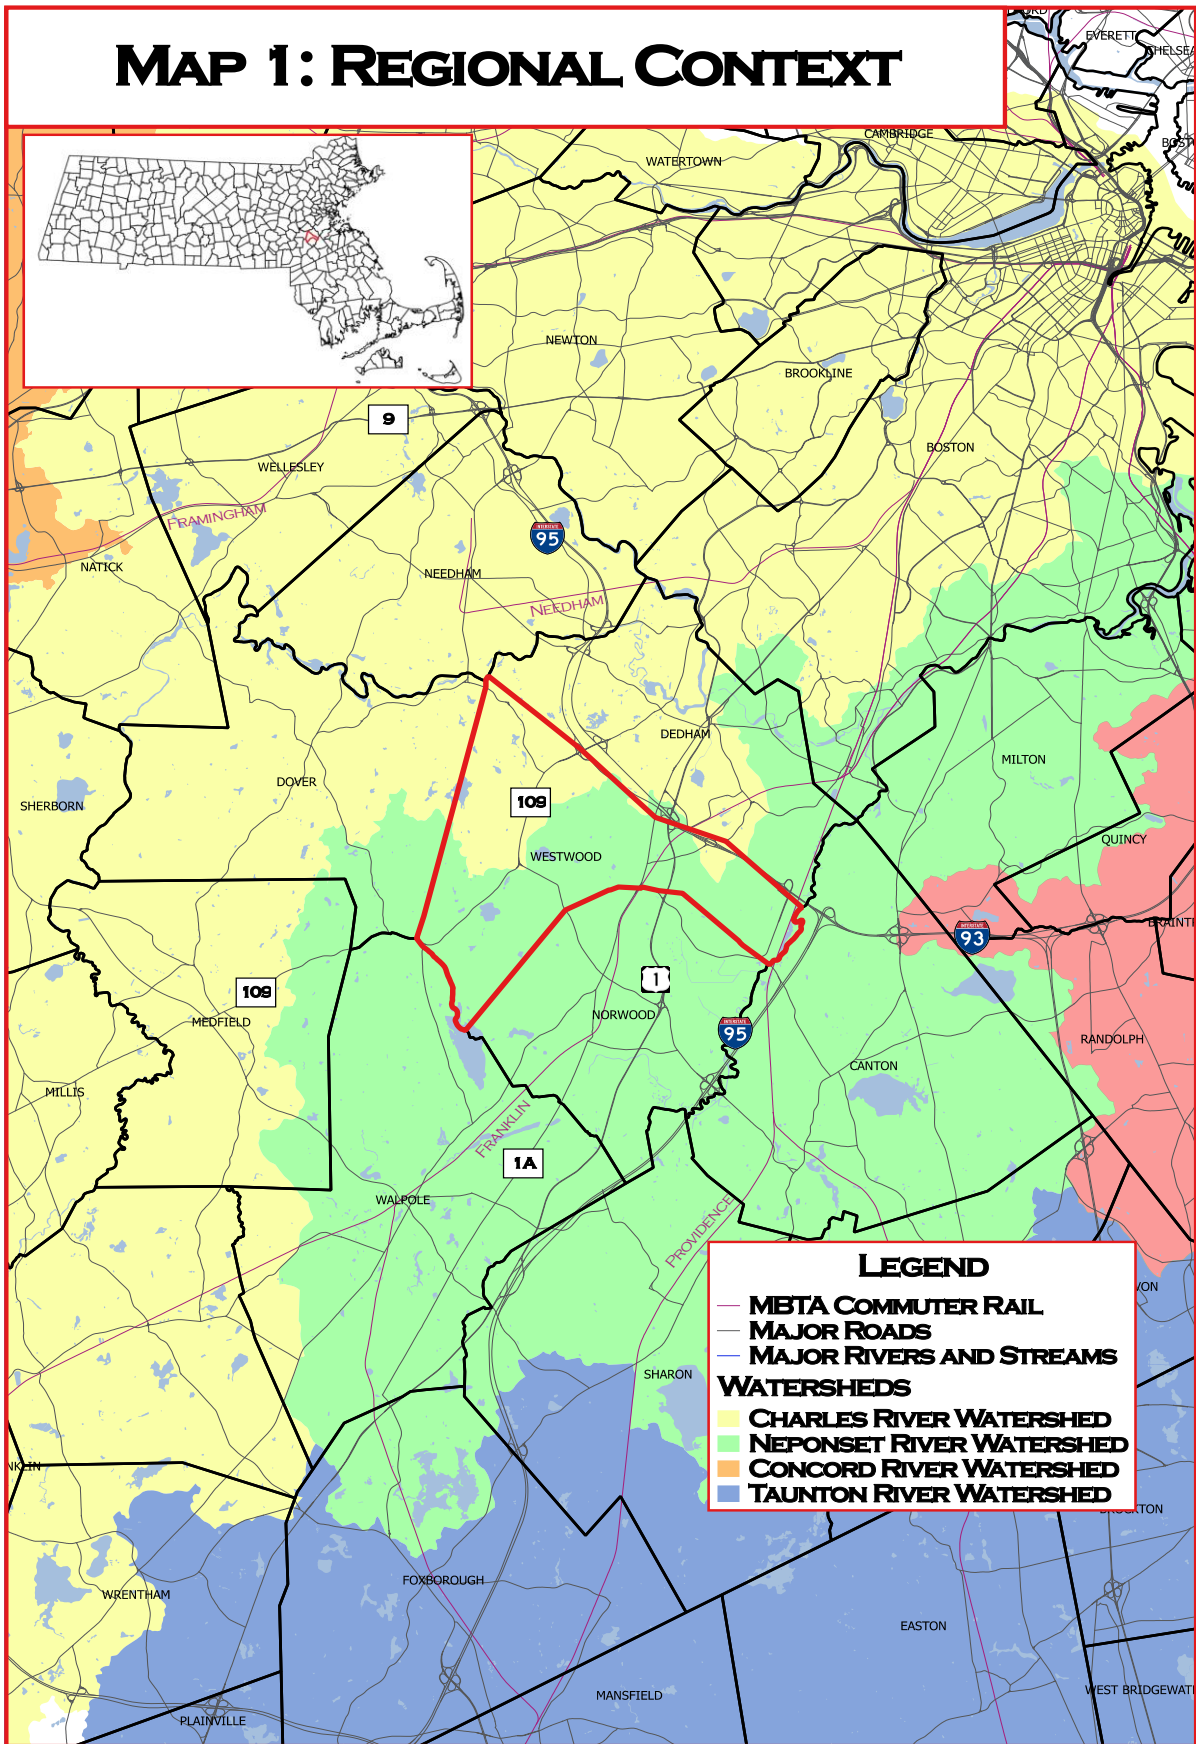 MAP 1: REGIONAL CONTEXT
EVERETT
CAMBRIDGE
WATERTOWN
NEWTON
BROOKLINE
9
BOSTON
WELLESLEY
FRAMINGHAM
INTERSTATE
95
NATICK
NEEDHAM
NEEDHAM
DEDHAM
MILTON
DOVER
SHERBORN
109
QUINCY
WESTWOOD
INTERSTATE
93
1
109
NORWOOD
MEDFIELD
INTERSTATE
95
RANDOLPH
CANTON
MILLIS
FRANKLIN
1A
WALPOLE
PROVIDENCE
LEGEND
MBTA COMMUTER RAIL
MAJOR ROADS
MAJOR RIVERS AND STREAMS
WATERSHEDS
CHARLES RIVER WATERSHED
NEPONSET RIVER WATERSHED
CONCORD RIVER WATERSHED
TAUNTON RIVER WATERSHED
SHARON
FOXBOROUGH
WRENTHAM
EASTON
MANSFIELD
WEST BRIDGEWAT
PLAINVILLE